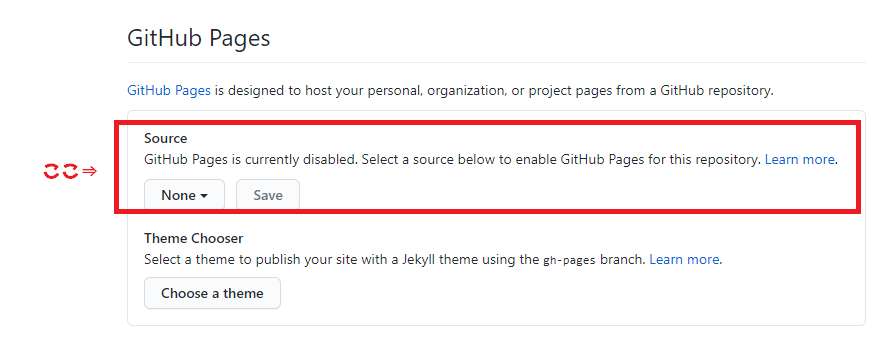 GitHub Pages
GitHub Pages is designed to host your personal, organization, or project pages from a GitHub repository.
Source
GitHub Pages is currently disabled. Select a source below to enable GitHub Pages for this repository. Learn more.
ここ⇒
None Save
Theme Chooser
Select a theme to publish your site with a Jekyll theme using the gh-pages branch. Learn more.
Choose a theme